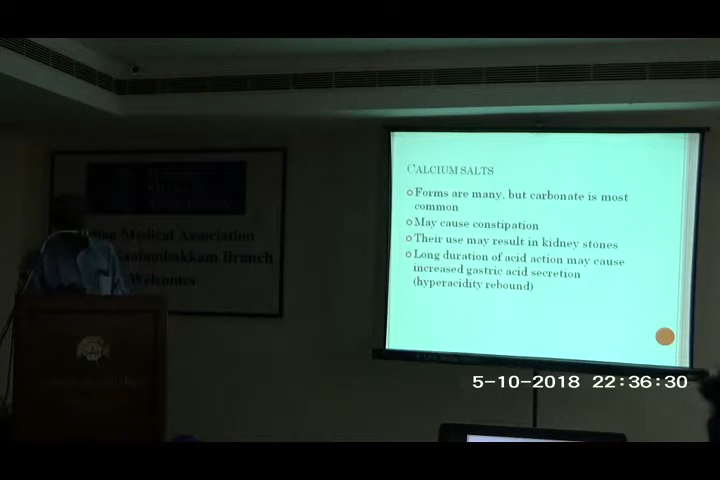 CALCIUM SALTS
Forms are many, but carbonate is most
common
May cause constipation
Their use may result in kidney stones
Long duration of acid action may cause
increased gastric acid secretion
(hyperacidity rebound)
Medical Association
Branch
Welcomes
5-10-2018 22:36:30